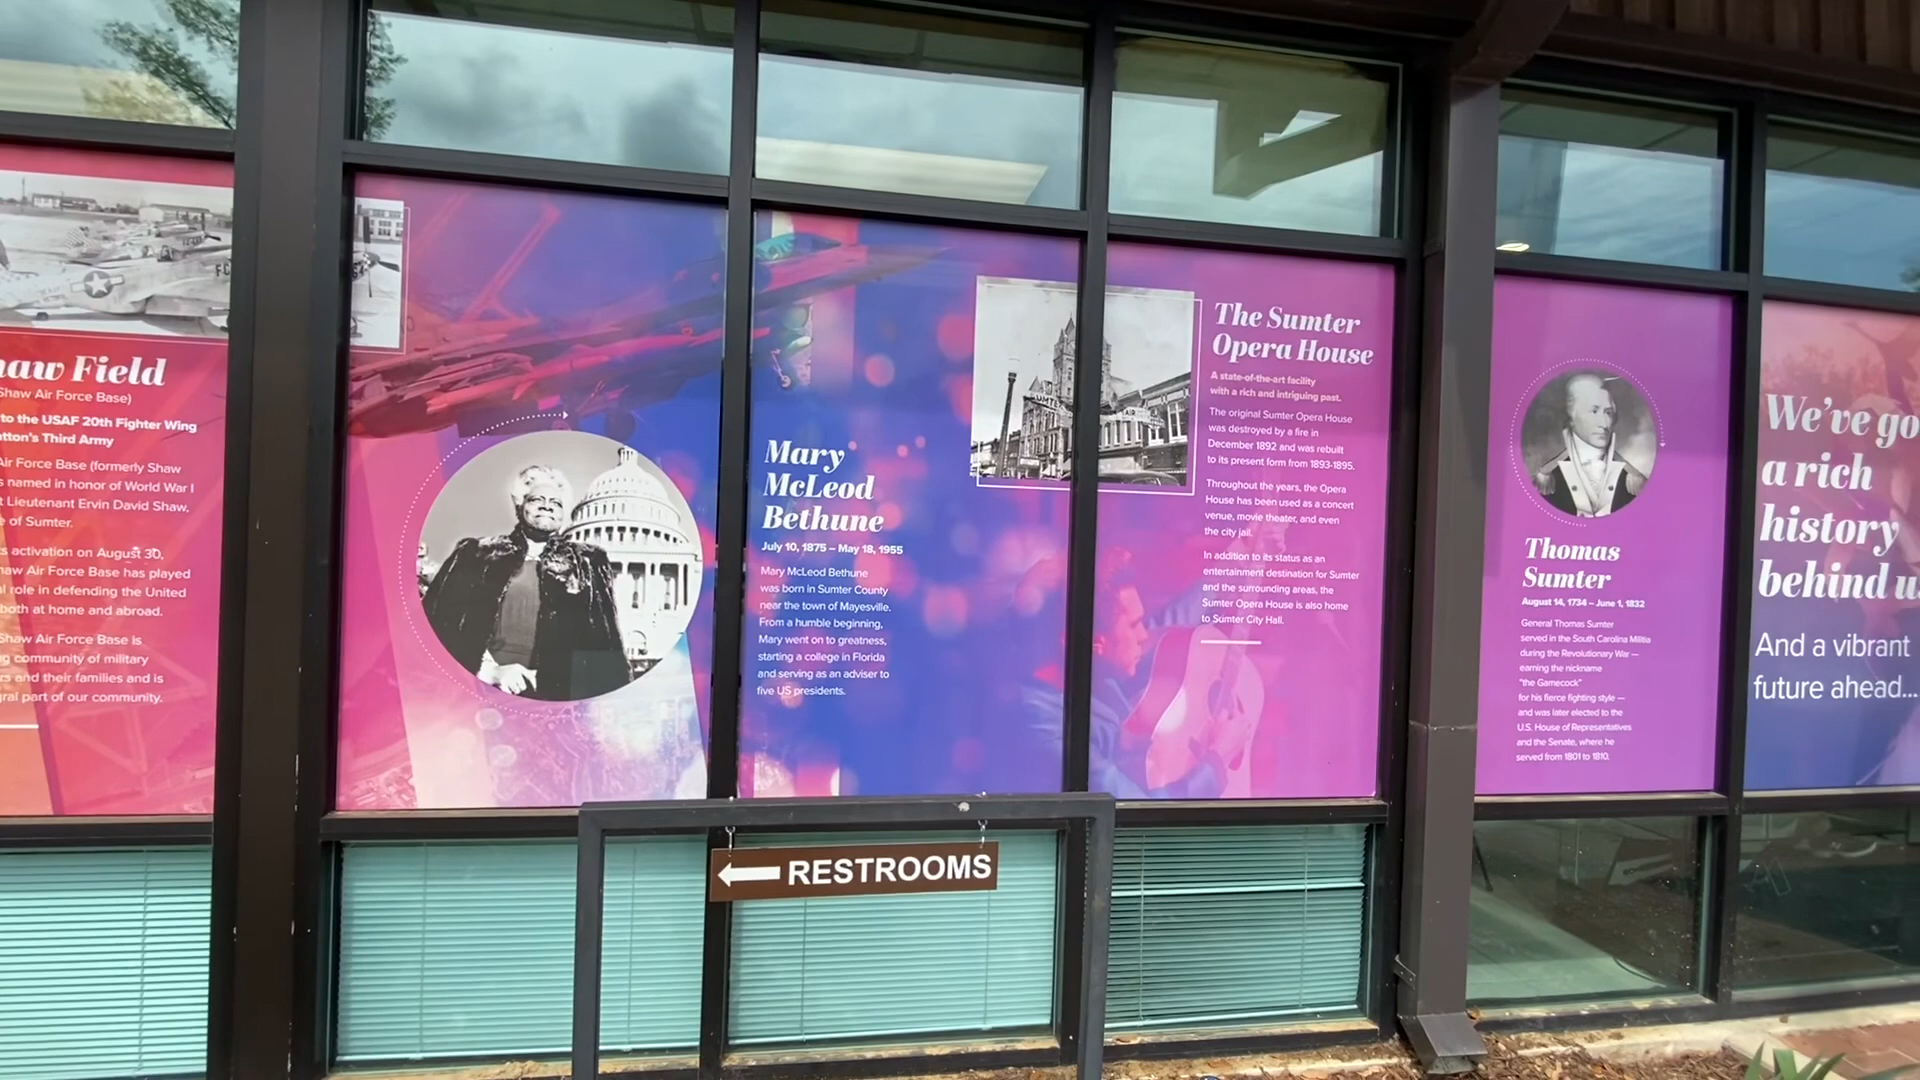 aw Field
Shaw Air Force Base)
to the USAF 20th Fighter Wing
atton's Third Army
Air Force Base (formerly Shaw
s named in honor of World War I
t Lieutenant Ervin David Shaw,
e of Sumter.
s activation on August 30,
haw Air Force Base has played
al role in defending the United
both at home and abroad.
Shaw Air Force Base is
g community of military
rs and their families and is
gral part of our community.
Mary
McLeod
Bethune
July 10, 1875 – May 18, 1955
Mary McLeod Bethune
was born in Sumter County
near the town of Mayesville.
From a humble beginning,
Mary went on to greatness,
starting a college in Florida
and serving as an adviser to
five US presidents.
The Sumter
Opera House
A state-of-the-art facility
with a rich and intriguing past.
The original Sumter Opera House
was destroyed by a fire in
December 1892 and was rebuilt
to its present form from 1893-1895.
Throughout the years, the Opera
House has been used as a concert
venue, movie theater, and even
the city jail.
In addition to its status as an
entertainment destination for Sumter
and the surrounding areas, the
Sumter Opera House is also home
to Sumter City Hall.
Thomas
Sumter
August 14, 1734 – June 1, 1832
General Thomas Sumter
served in the South Carolina Militia
during the Revolutionary War —
earning the nickname
"the Gamecock"
for his fierce fighting style —
and was later elected to the
U.S. House of Representatives
and the Senate, where he
served from 1801 to 1810.
We've go
a rich
history
behind u
And a vibrant
future ahead...
← RESTROOMS